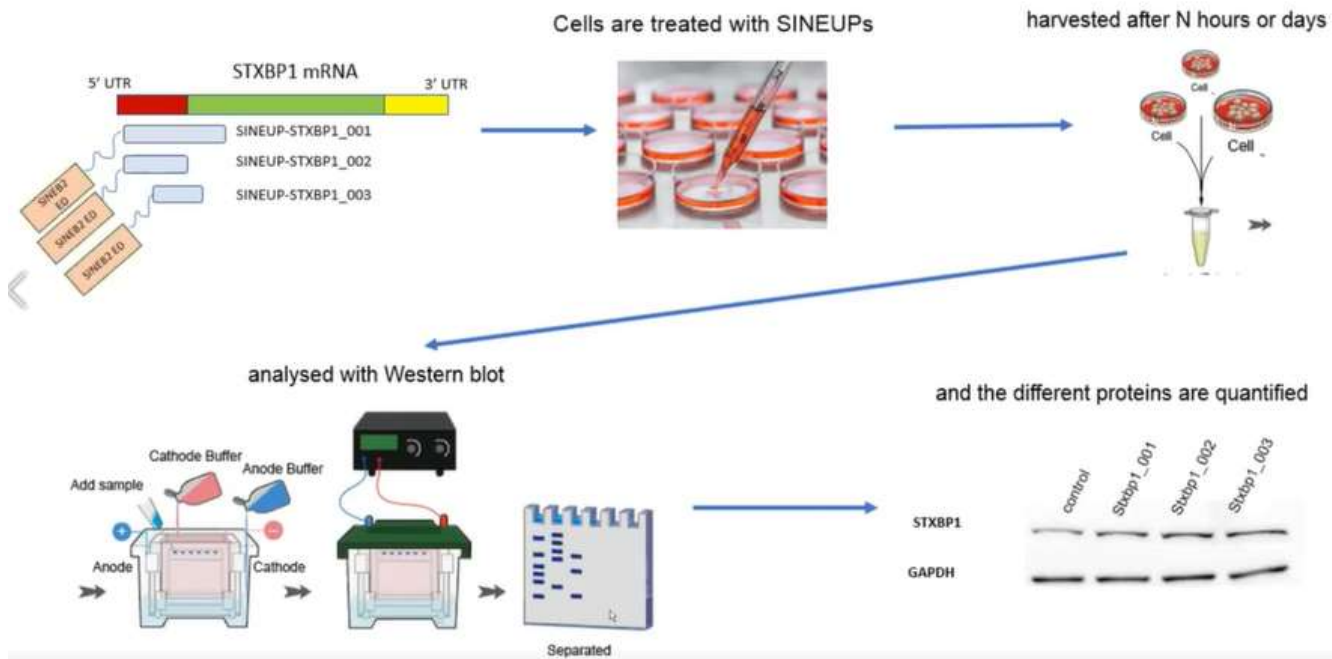 Cells are treated with SINEUPs
harvested after N hours or days
STXBP1 mRNA
5' UTR
3' UTR
SINEUP-STXBP1_001
SINEUP-STXBP1_002
SINEUP-STXBP1_003
SINEB2 ED
SINEB2 ED
SINEB2 ED
Cell
Cell
Cell
analysed with Western blot
and the different proteins are quantified
Cathode Buffer
Anode Buffer
Add sample
+
−
Anode
Cathode
Separated
control
Stxbp1_001
Stxbp1_002
Stxbp1_003
STXBP1
GAPDH